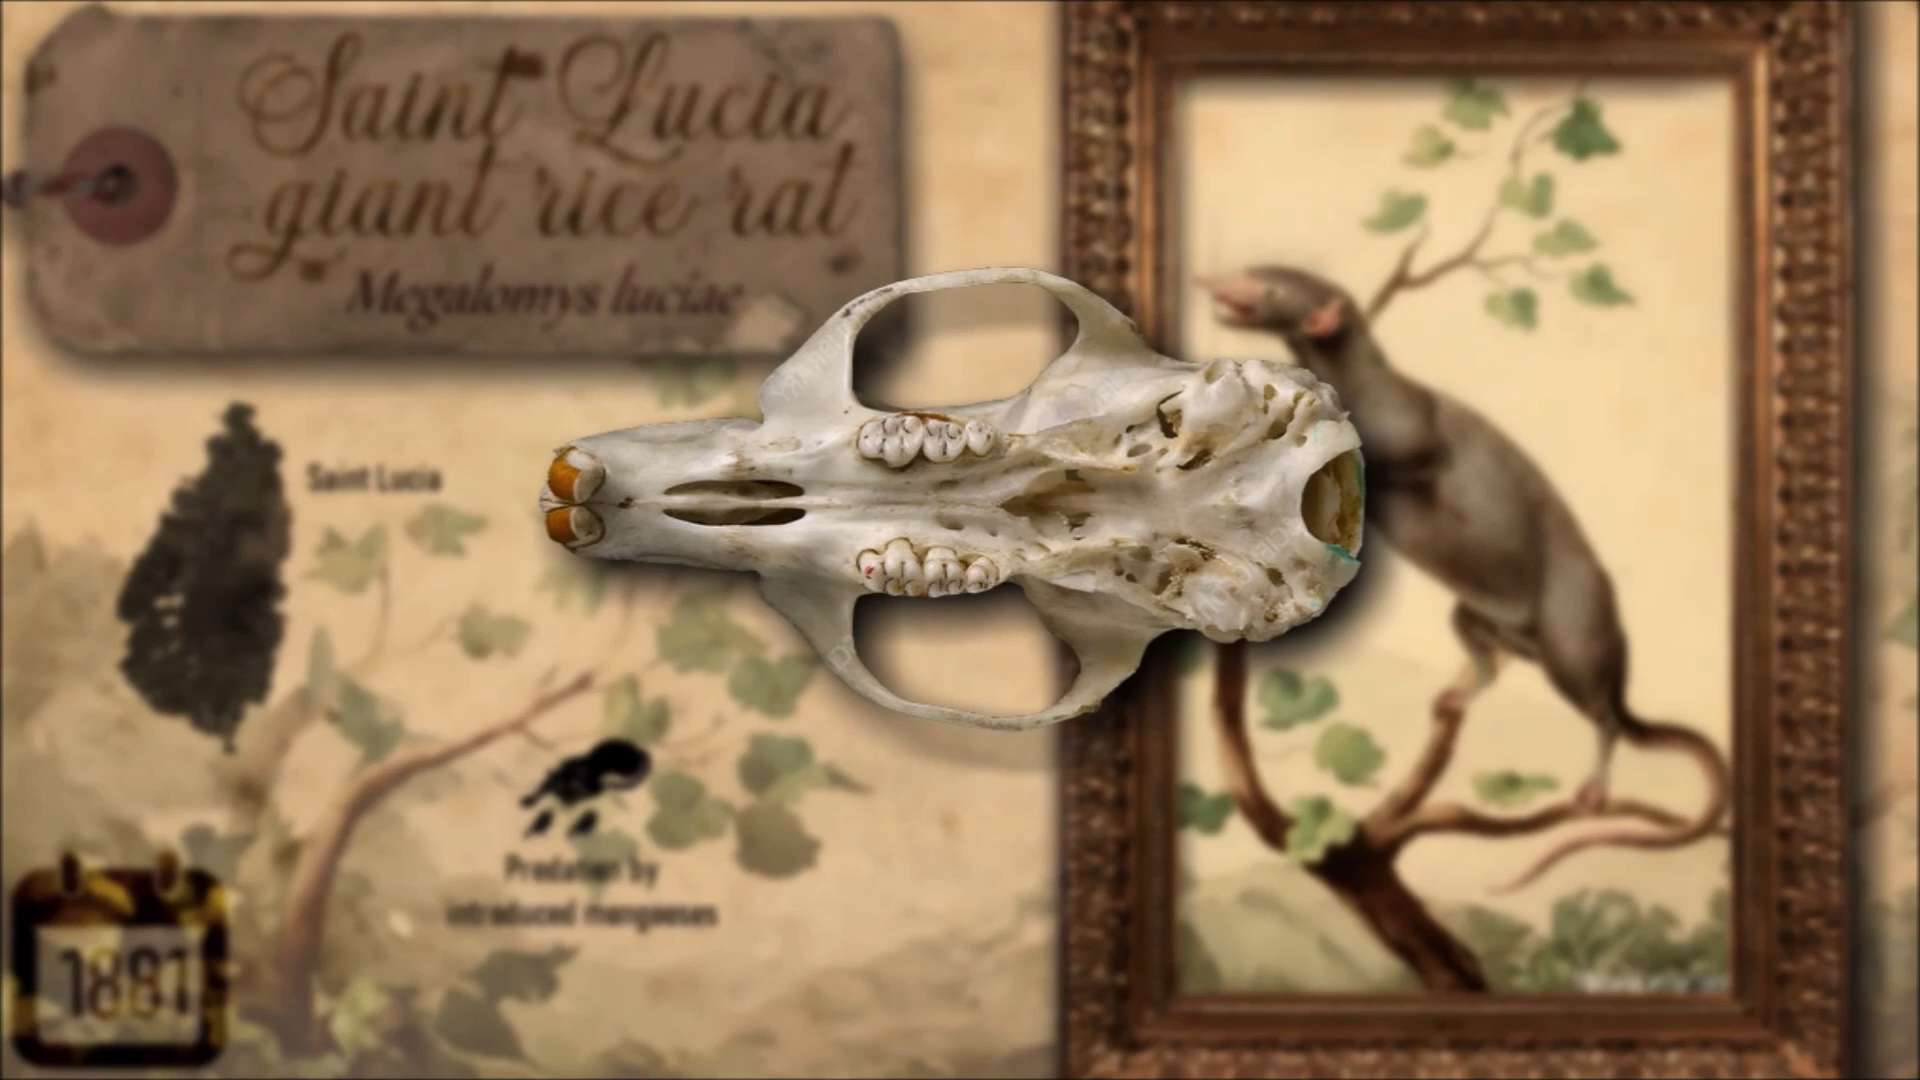 Saint Lucia
giant rice rat
Megalomys luciae
Saint Lucia
Predation by
introduced mongooses
1881